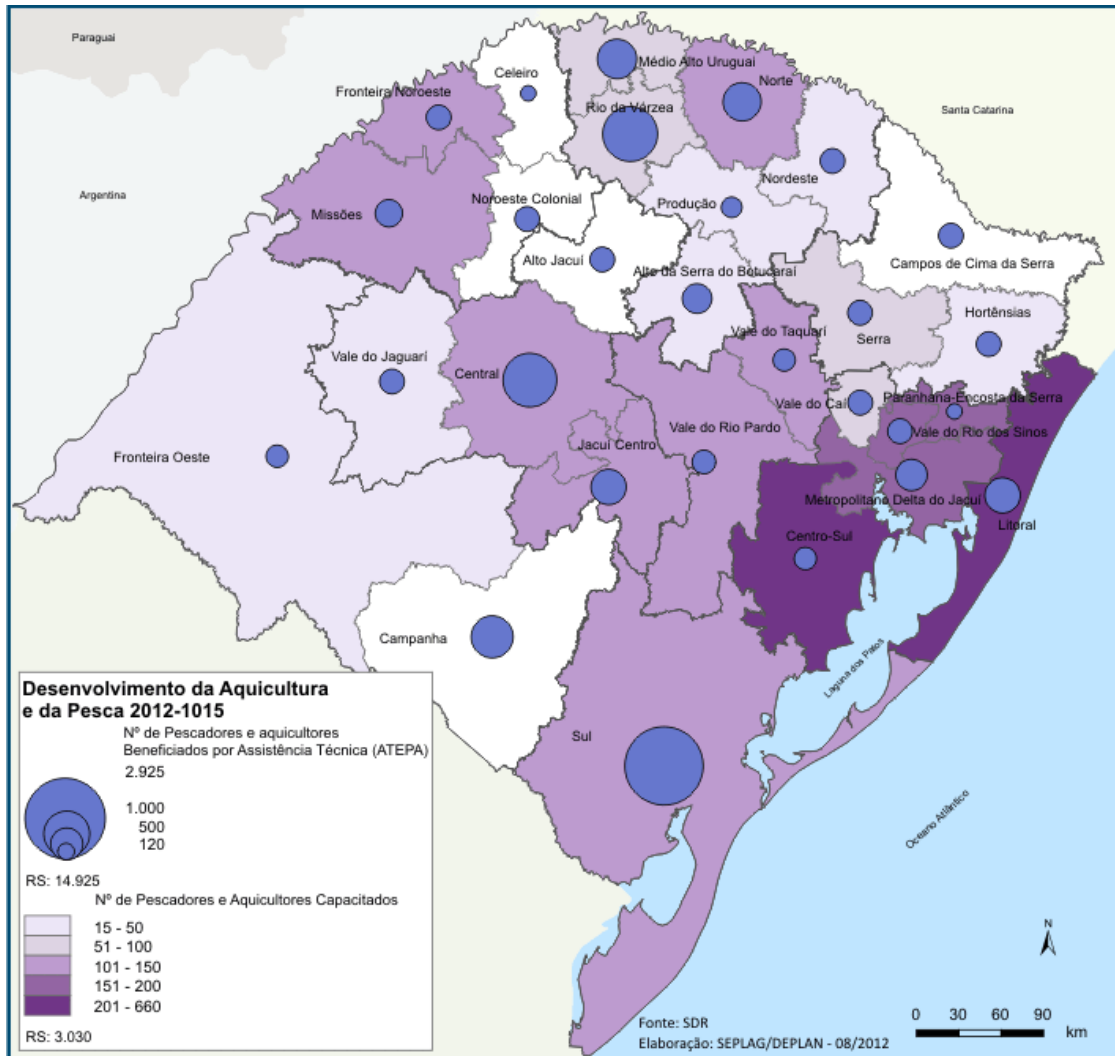 Paraguai
Celeiro
Médio Alto Uruguai
Norte
Fronteira Noroeste
Rio da Várzea
Santa Catarina
Nordeste
Argentina
Missões
Noroeste Colonial
Produção
Alto Jacuí
Alto da Serra do Botucaraí
Campos de Cima da Serra
Hortênsias
Vale do Taquarí
Serra
Vale do Jaguarí
Central
Paranhana-Encosta da Serra
Vale do Caí
Vale do Rio Pardo
Vale do Rio dos Sinos
Jacuí Centro
Fronteira Oeste
Metropolitano Delta do Jacuí
Litoral
Centro-Sul
Campanha
Laguna dos Patos
Sul
Oceano Atlântico
Desenvolvimento da Aquicultura
e da Pesca 2012-1015
Nº de Pescadores e aquicultores
Beneficiados por Assistência Técnica (ATEPA)
2.925
1.000
500
120
RS: 14.925
Nº de Pescadores e Aquicultores Capacitados
15 - 50
51 - 100
101 - 150
151 - 200
201 - 660
RS: 3.030
N
0 30 60 90
km
Fonte: SDR
Elaboração: SEPLAG/DEPLAN - 08/2012